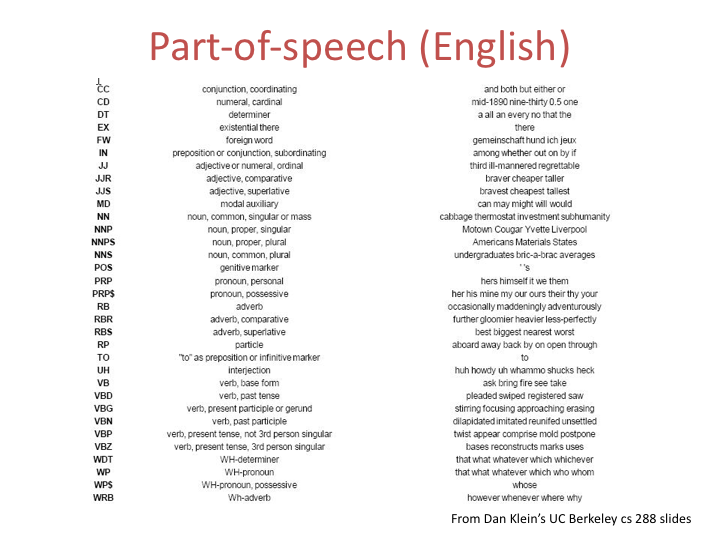 Part-of-speech (English)
CC conjunction, coordinating and both but either or
CD numeral, cardinal mid-1890 nine-thirty 0.5 one
DT determiner a all an every no that the
EX existential there there
FW foreign word gemeinschaft hund ich jeux
IN preposition or conjunction, subordinating among whether out on by if
JJ adjective or numeral, ordinal third ill-mannered regrettable
JJR adjective, comparative braver cheaper taller
JJS adjective, superlative bravest cheapest tallest
MD modal auxiliary can may might will would
NN noun, common, singular or mass cabbage thermostat investment subhumanity
NNP noun, proper, singular Motown Cougar Yvette Liverpool
NNPS noun, proper, plural Americans Materials States
NNS noun, common, plural undergraduates bric-a-brac averages
POS genitive marker ' 's
PRP pronoun, personal hers himself it we them
PRP$ pronoun, possessive her his mine my our ours their thy your
RB adverb occasionally maddeningly adventurously
RBR adverb, comparative further gloomier heavier less-perfectly
RBS adverb, superlative best biggest nearest worst
RP particle aboard away back by on open through
TO "to" as preposition or infinitive marker to
UH interjection huh howdy uh whammo shucks heck
VB verb, base form ask bring fire see take
VBD verb, past tense pleaded swiped registered saw
VBG verb, present participle or gerund stirring focusing approaching erasing
VBN verb, past participle dilapidated imitated reunifed unsettled
VBP verb, present tense, not 3rd person singular twist appear comprise mold postpone
VBZ verb, present tense, 3rd person singular bases reconstructs marks uses
WDT WH-determiner that what whatever which whichever
WP WH-pronoun that what whatever which who whom
WP$ WH-pronoun, possessive whose
WRB Wh-adverb however whenever where why
From Dan Klein's UC Berkeley cs 288 slides